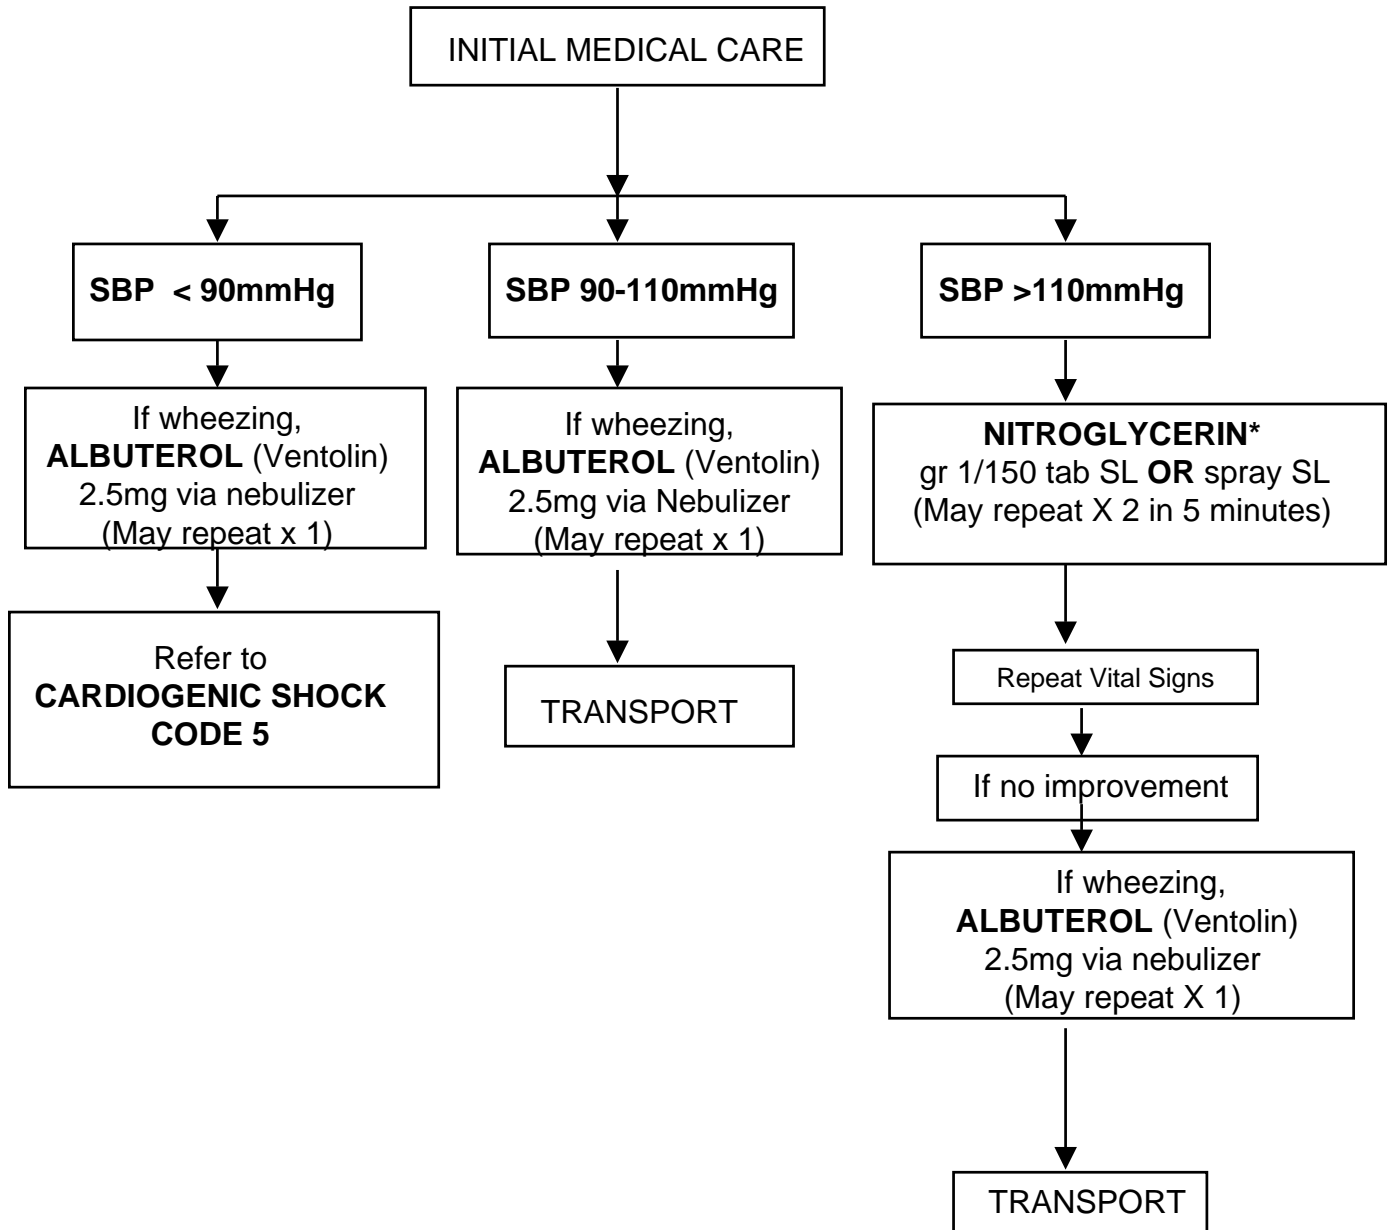 INITIAL MEDICAL CARE
SBP < 90mmHg
If wheezing,
ALBUTEROL (Ventolin)
2.5mg via nebulizer
(May repeat x 1)
Refer to
CARDIOGENIC SHOCK
CODE 5
SBP 90-110mmHg
If wheezing,
ALBUTEROL (Ventolin)
2.5mg via Nebulizer
(May repeat x 1)
TRANSPORT
SBP >110mmHg
NITROGLYCERIN*
gr 1/150 tab SL OR spray SL
(May repeat X 2 in 5 minutes)
Repeat Vital Signs
If no improvement
If wheezing,
ALBUTEROL (Ventolin)
2.5mg via nebulizer
(May repeat X 1)
TRANSPORT